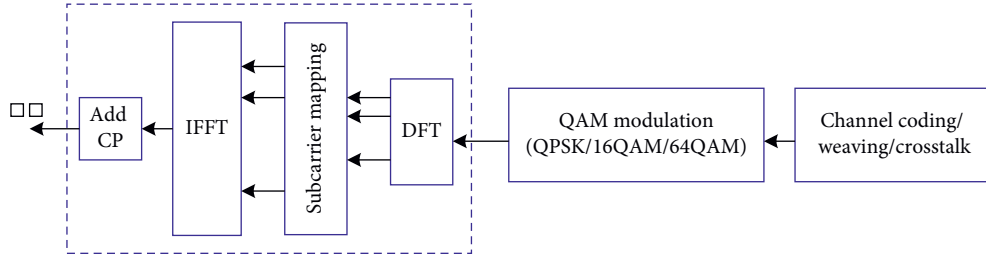 □□
Add
CP
IFFT
Subcarrier mapping
DFT
QAM modulation
(QPSK/16QAM/64QAM)
Channel coding/
weaving/crosstalk